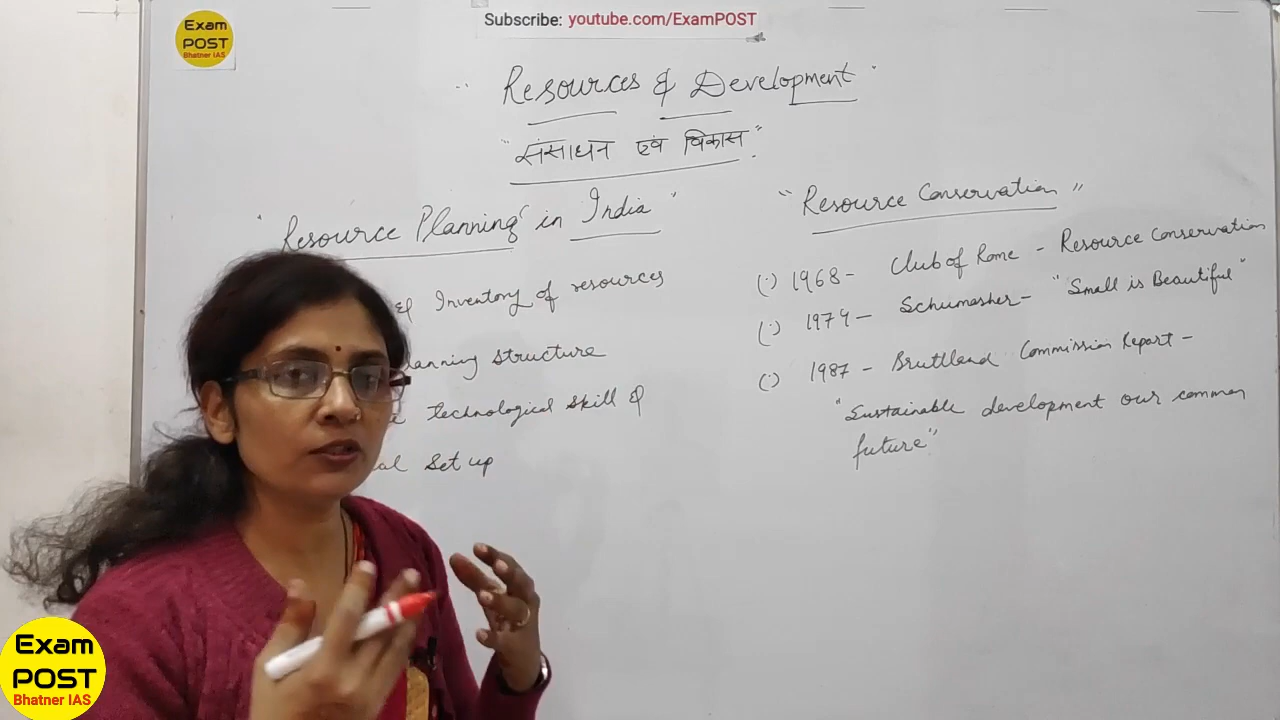 Exam
POST
Bhatner IAS
Subscribe: youtube.com/ExamPOST
" Resources & Development "
"संसाधन एवं विकास"
" Resource Planning in India "
Inventory of resources
structure
Technological skill &
Set up
" Resource Conservation "
(·) 1968- Club of Rome - Resource Conservation
(·) 1974- Schumasher- "Small is Beautiful"
(·) 1987- Bruttland Commission Report -
"Sustainable development our common
future"
Exam
POST
Bhatner IAS